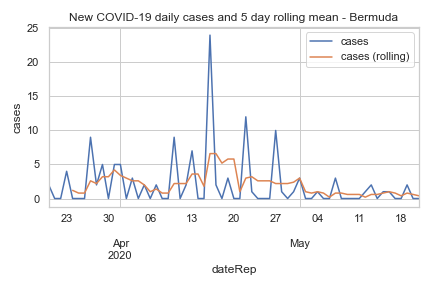 New COVID-19 daily cases and 5 day rolling mean - Bermuda
cases
cases (rolling)
cases
25
20
15
10
5
0
23 30 06 13 20 27 04 11 18
Apr May
2020
dateRep